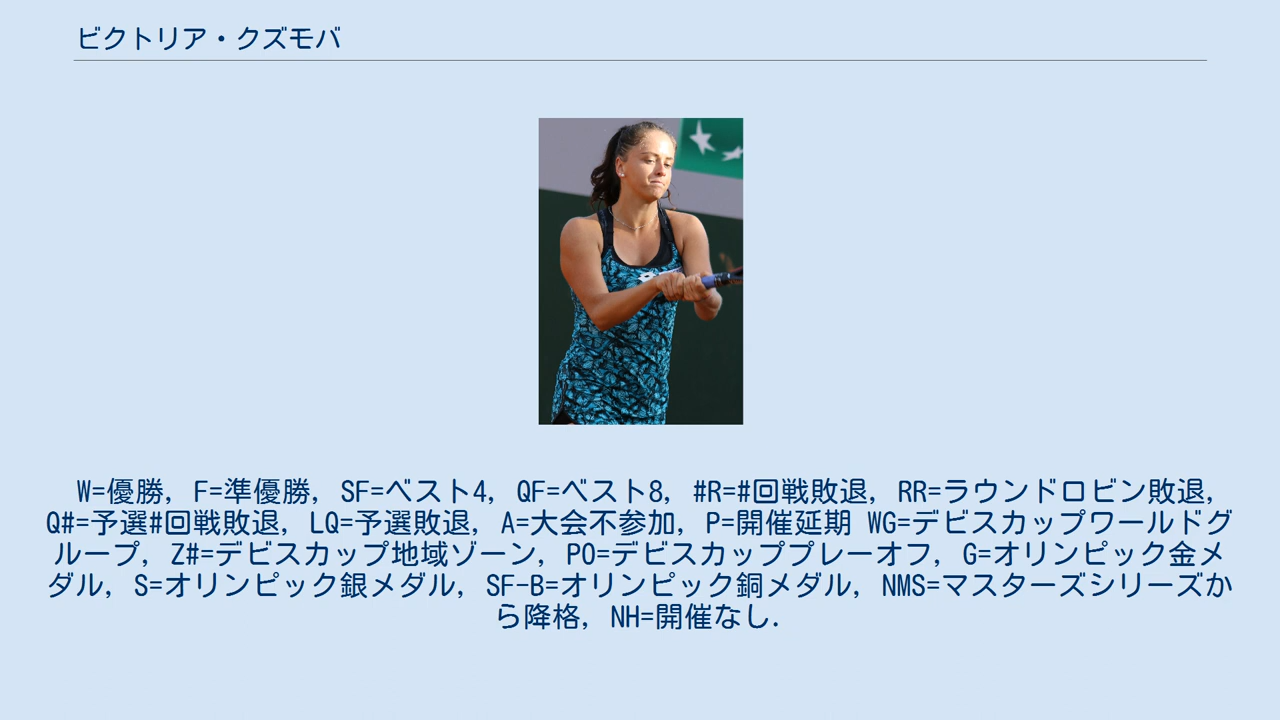 ビクトリア・クズモバ
W=優勝, F=準優勝, SF=ベスト4, QF=ベスト8, #R=#回戦敗退, RR=ラウンドロビン敗退,
Q#=予選#回戦敗退, LQ=予選敗退, A=大会不参加, P=開催延期 WG=デビスカップワールドグ
ループ, Z#=デビスカップ地域ゾーン, PO=デビスカッププレーオフ, G=オリンピック金メ
ダル, S=オリンピック銀メダル, SF-B=オリンピック銅メダル, NMS=マスターズシリーズか
ら降格, NH=開催なし.